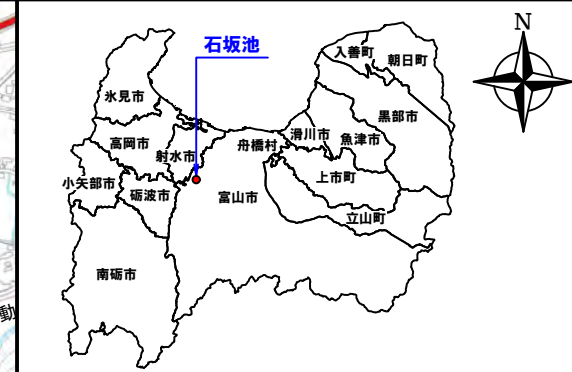 石坂池
N
入善町
朝日町
氷見市
黒部市
高岡市
射水市
舟橋村
滑川市
魚津市
小矢部市
砺波市
富山市
上市町
立山町
南砺市
動